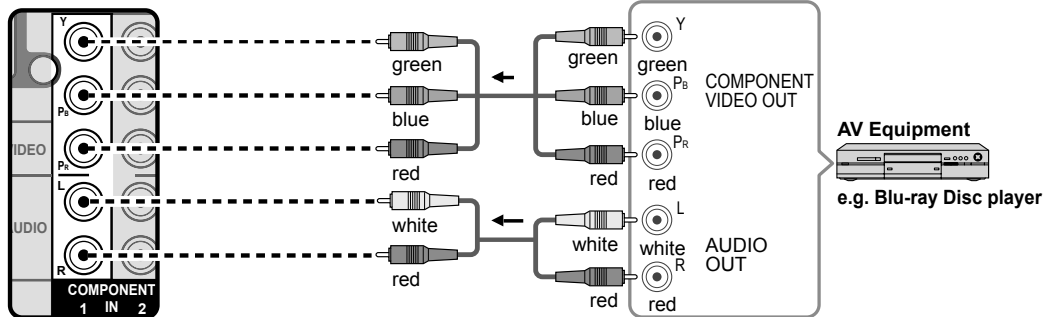 Y
PB
VIDEO
PR
L
AUDIO
R
COMPONENT
1 IN 2
green
blue
red
white
red
green
blue
red
white
red
Y
green
PB
blue
PR
red
COMPONENT
VIDEO OUT
L
white
R
red
AUDIO
OUT
AV Equipment
e.g. Blu-ray Disc player